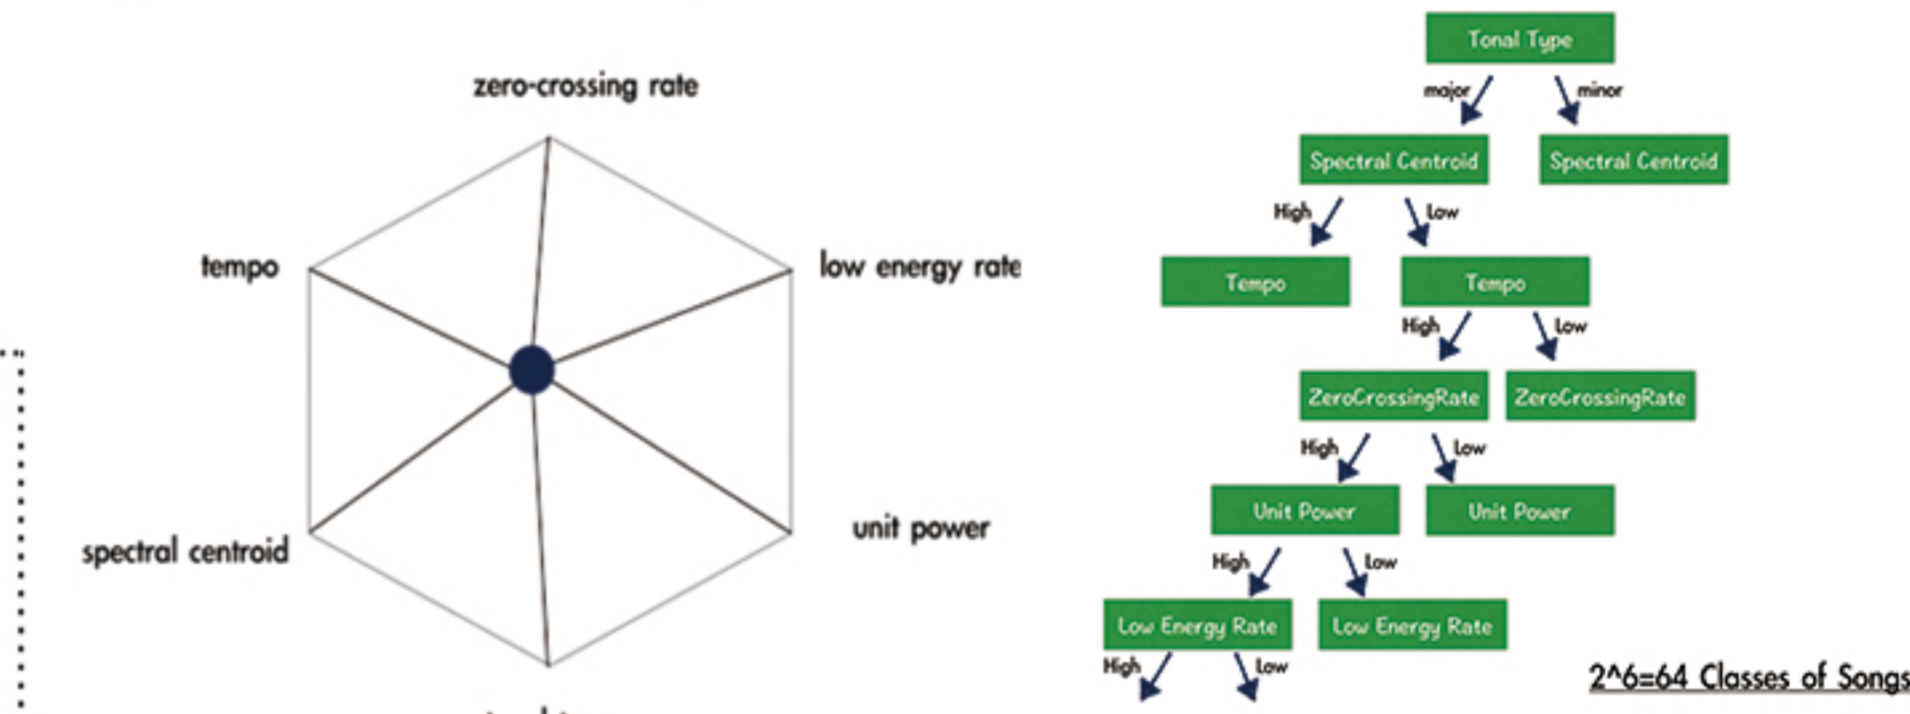 zero-crossing rate
tempo
low energy rate
spectral centroid
unit power
Tonal Type
major
minor
Spectral Centroid
Spectral Centroid
High
Low
Tempo
Tempo
High
Low
ZeroCrossingRate
ZeroCrossingRate
High
Low
Unit Power
Unit Power
High
Low
Low Energy Rate
Low Energy Rate
High
Low
2^6=64 Classes of Songs